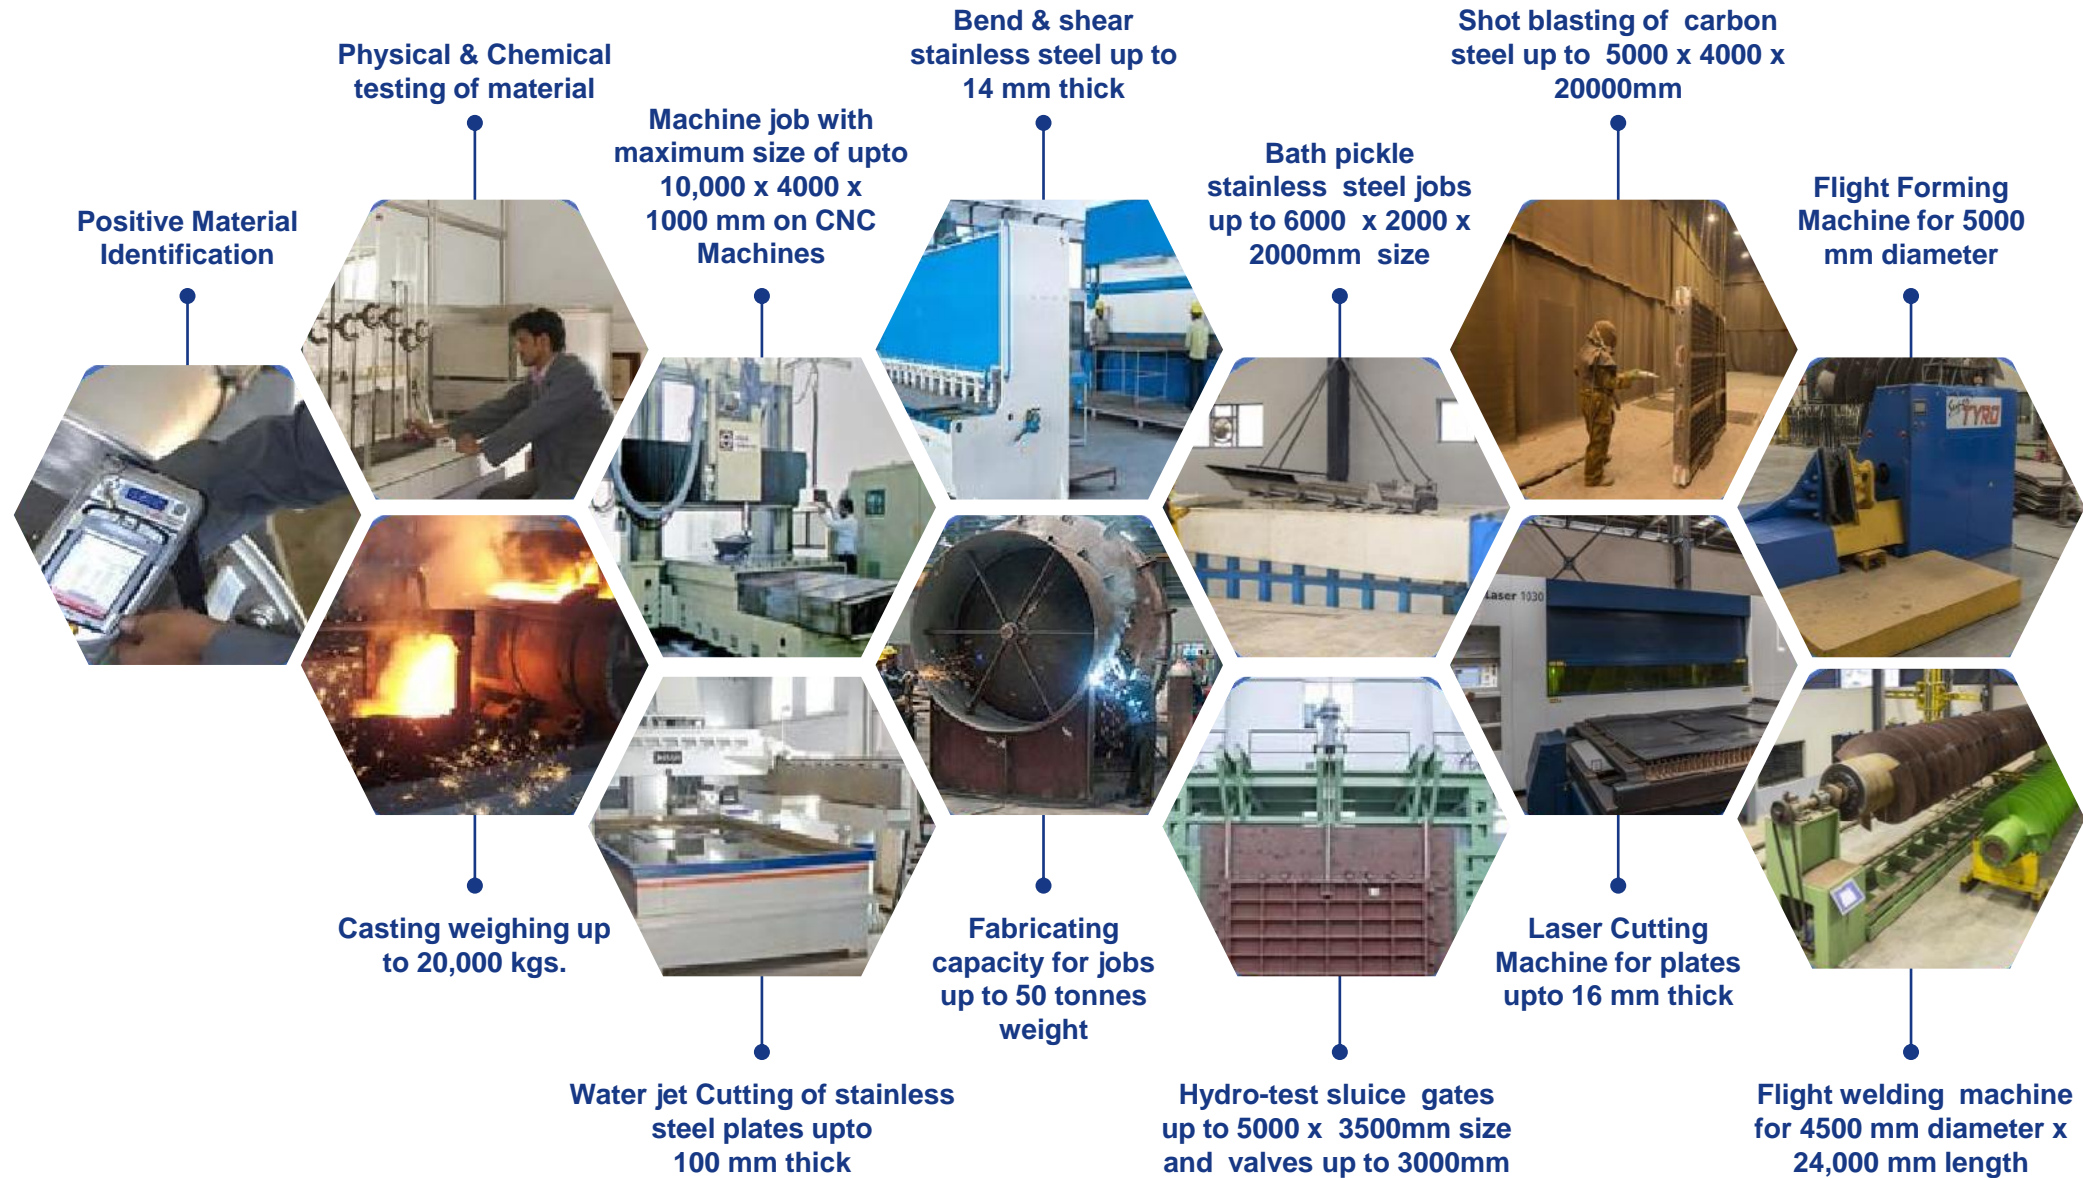 Positive Material
Identification
Physical & Chemical
testing of material
Machine job with
maximum size of upto
10,000 x 4000 x
1000 mm on CNC
Machines
Bend & shear
stainless steel up to
14 mm thick
Bath pickle
stainless steel jobs
up to 6000 x 2000 x
2000mm size
Shot blasting of carbon
steel up to 5000 x 4000 x
20000mm
Flight Forming
Machine for 5000
mm diameter
TYRO
Laser 1030
Casting weighing up
to 20,000 kgs.
Water jet Cutting of stainless
steel plates upto
100 mm thick
Fabricating
capacity for jobs
up to 50 tonnes
weight
Hydro-test sluice gates
up to 5000 x 3500mm size
and valves up to 3000mm
Laser Cutting
Machine for plates
upto 16 mm thick
Flight welding machine
for 4500 mm diameter x
24,000 mm length